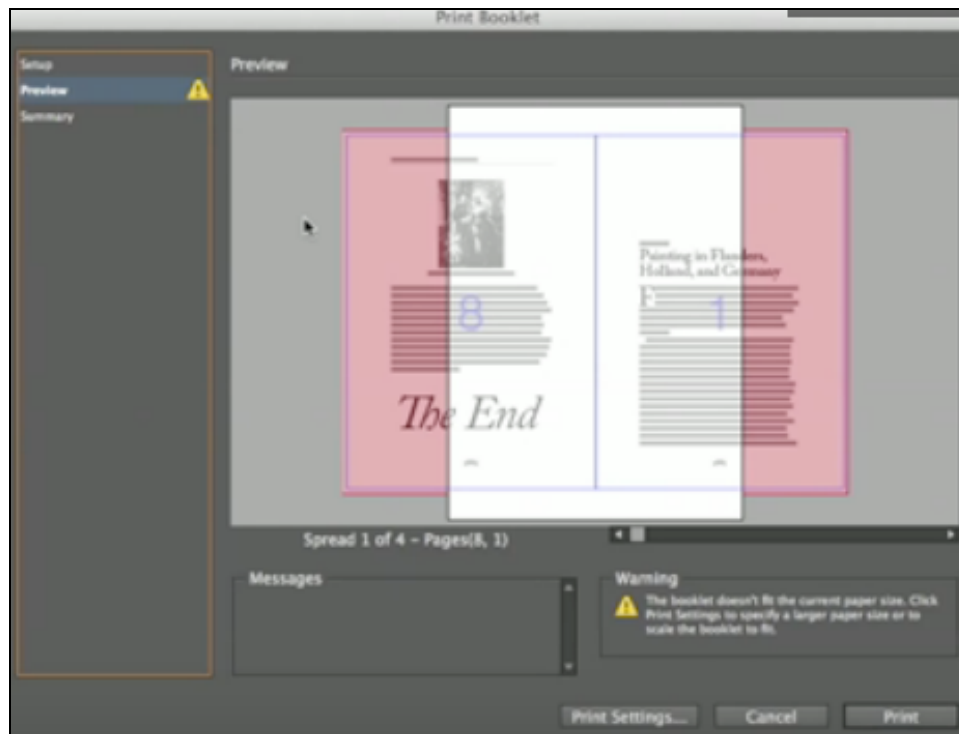 Print Booklet
Setup
Preview
Summary
Preview
8
1
Painting in Flanders,
Holland, and Germany
F
The End
Spread 1 of 4 – Pages(8, 1)
Messages
Warning
The booklet doesn't fit the current paper size. Click
Print Settings to specify a larger paper size or to
scale the booklet to fit.
Print Settings...
Cancel
Print